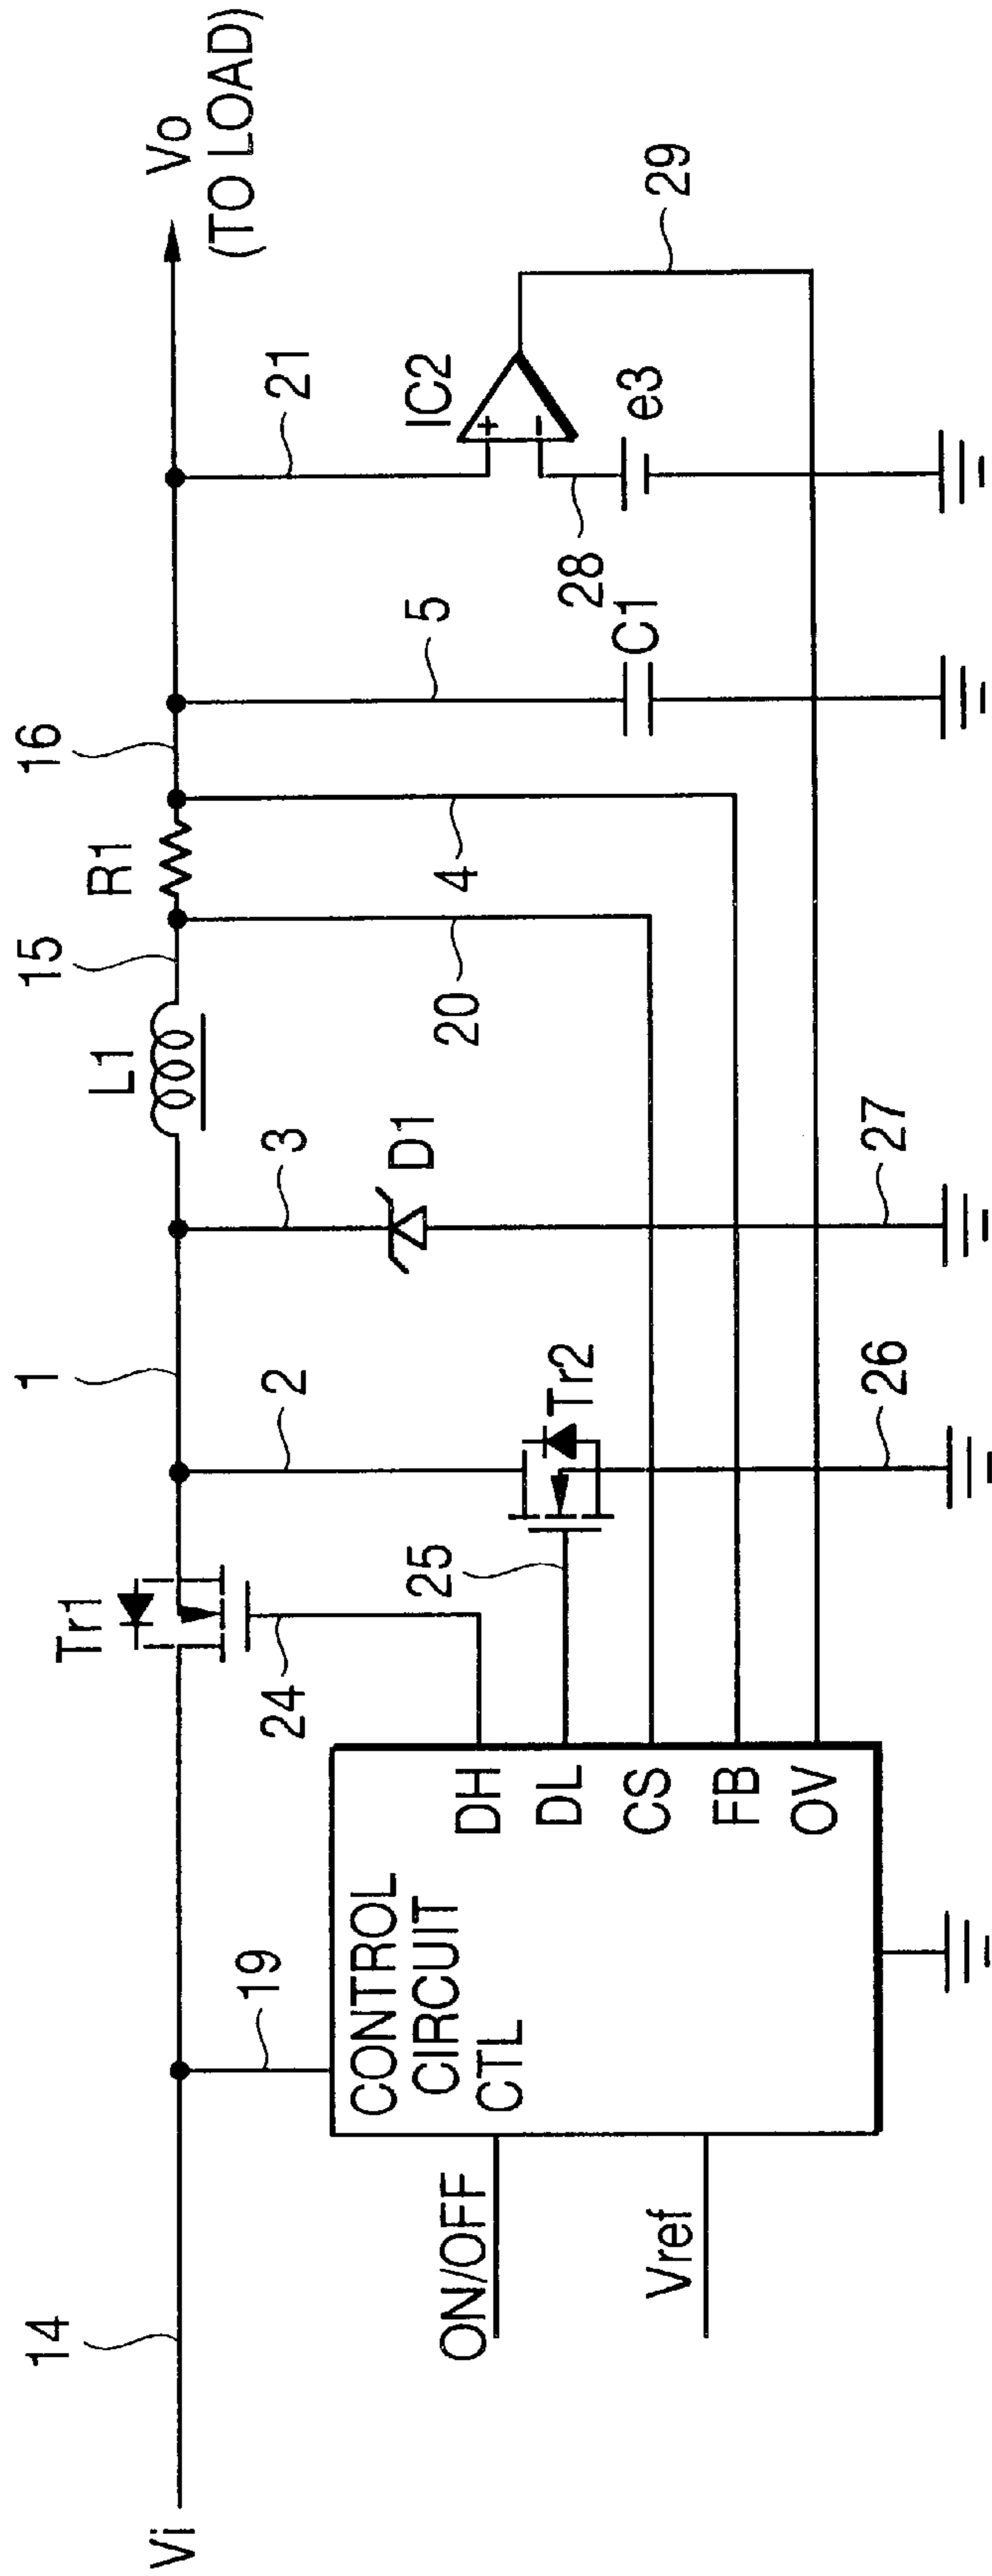 14
Vi
19
Tr1
1
2
3
L1
15
R1
16
5
21
Vo
(TO LOAD)
ON/OFF
Vref
CONTROL
CIRCUIT
CTL
DH
DL
CS
FB
OV
24
25
Tr2
26
D1
27
20
4
C1
28
IC2
+
−
e3
29